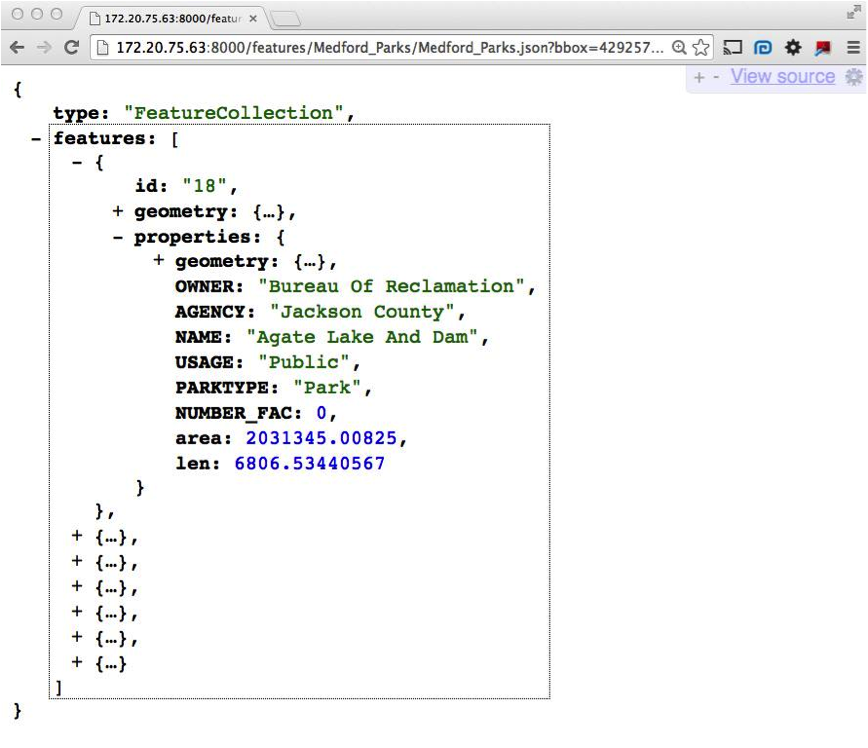 172.20.75.63:8000/featur ×
172.20.75.63:8000/features/Medford_Parks/Medford_Parks.json?bbox=429257...
+ - View source
{
type: "FeatureCollection",
- features: [
- {
id: "18",
+ geometry: {…},
- properties: {
+ geometry: {…},
OWNER: "Bureau Of Reclamation",
AGENCY: "Jackson County",
NAME: "Agate Lake And Dam",
USAGE: "Public",
PARKTYPE: "Park",
NUMBER_FAC: 0,
area: 2031345.00825,
len: 6806.53440567
}
},
+ {…},
+ {…},
+ {…},
+ {…},
+ {…},
+ {…}
]
}